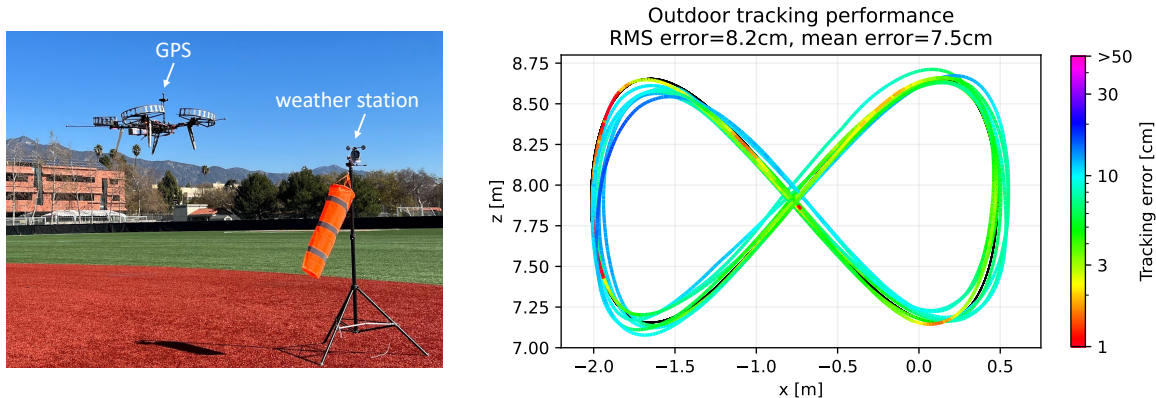 GPS
weather station
Outdoor tracking performance
RMS error=8.2cm, mean error=7.5cm
8.75
8.50
8.25
8.00
7.75
7.50
7.25
7.00
z [m]
−2.0 −1.5 −1.0 −0.5 0.0 0.5
x [m]
>50
30
10
3
1
Tracking error [cm]